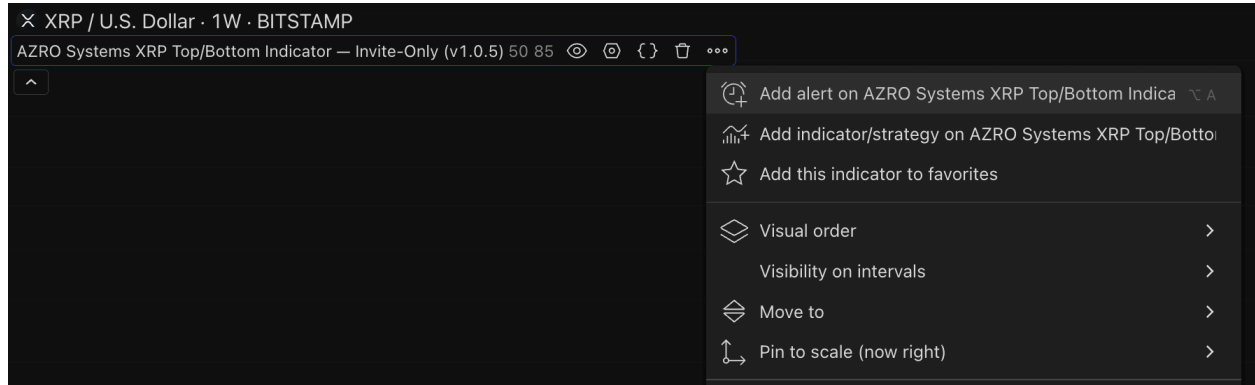 XRP / U.S. Dollar · 1W · BITSTAMP
AZRO Systems XRP Top/Bottom Indicator — Invite-Only (v1.0.5) 50 85
Add alert on AZRO Systems XRP Top/Bottom Indica ⌥ A
Add indicator/strategy on AZRO Systems XRP Top/Botto
Add this indicator to favorites
Visual order
Visibility on intervals
Move to
Pin to scale (now right)